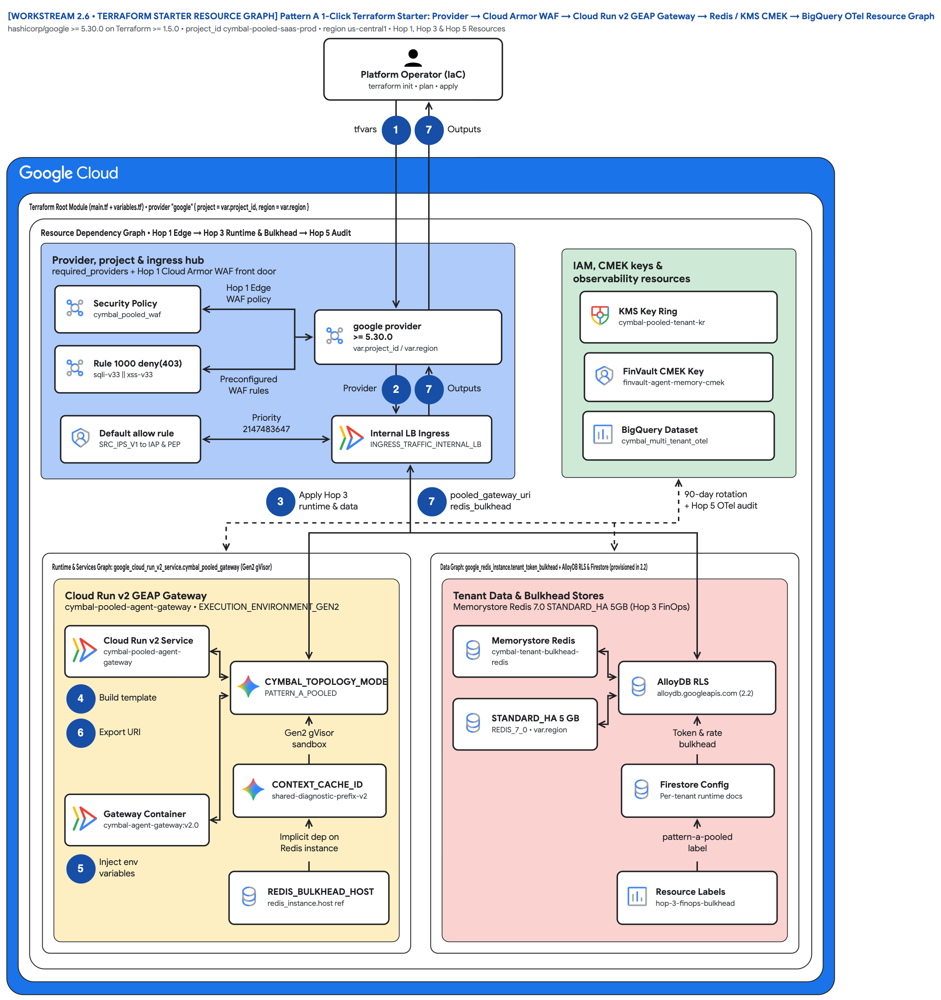 [WORKSTREAM 2.6 • TERRAFORM STARTER RESOURCE GRAPH] Pattern A 1-Click Terraform Starter: Provider → Cloud Armor WAF → Cloud Run v2 GEAP Gateway → Redis / KMS CMEK → BigQuery OTel Resource Graph
hashicorp/google >= 5.30.0 on Terraform >= 1.5.0 • project_id cymbal-pooled-saas-prod • region us-central1 • Hop 1, Hop 3 & Hop 5 Resources
Platform Operator (IaC)
terraform init • plan • apply
tfvars
1
7
Outputs
Google Cloud
Terraform Root Module (main.tf + variables.tf) • provider "google" { project = var.project_id, region = var.region }
Resource Dependency Graph • Hop 1 Edge → Hop 3 Runtime & Bulkhead → Hop 5 Audit
Provider, project & ingress hub
required_providers + Hop 1 Cloud Armor WAF front door
Security Policy
cymbal_pooled_waf
Hop 1 Edge
WAF policy
Rule 1000 deny(403)
sqli-v33 || xss-v33
Preconfigured
WAF rules
google provider
>= 5.30.0
var.project_id / var.region
Provider
2
7
Outputs
Default allow rule
SRC_IPS_V1 to IAP & PEP
Priority
2147483647
Internal LB Ingress
INGRESS_TRAFFIC_INTERNAL_LB
IAM, CMEK keys &
observability resources
KMS Key Ring
cymbal-pooled-tenant-kr
FinVault CMEK Key
finvault-agent-memory-cmek
BigQuery Dataset
cymbal_multi_tenant_otel
3
Apply Hop 3
runtime & data
7
pooled_gateway_uri
redis_bulkhead
90-day rotation
+ Hop 5 OTel audit
Runtime & Services Graph: google_cloud_run_v2_service.cymbal_pooled_gateway (Gen2 gVisor)
Cloud Run v2 GEAP Gateway
cymbal-pooled-agent-gateway • EXECUTION_ENVIRONMENT_GEN2
Cloud Run v2 Service
cymbal-pooled-agent-
gateway
4
Build template
6
Export URI
CYMBAL_TOPOLOGY_MODE
PATTERN_A_POOLED
Gen2 gVisor
sandbox
CONTEXT_CACHE_ID
shared-diagnostic-prefix-v2
Gateway Container
cymbal-agent-gateway:v2.0
Implicit dep on
Redis instance
5
Inject env
variables
REDIS_BULKHEAD_HOST
redis_instance.host ref
Data Graph: google_redis_instance.tenant_token_bulkhead + AlloyDB RLS & Firestore (provisioned in 2.2)
Tenant Data & Bulkhead Stores
Memorystore Redis 7.0 STANDARD_HA 5GB (Hop 3 FinOps)
Memorystore Redis
cymbal-tenant-bulkhead-
redis
STANDARD_HA 5 GB
REDIS_7_0 • var.region
AlloyDB RLS
alloydb.googleapis.com (2.2)
Token & rate
bulkhead
Firestore Config
Per-tenant runtime docs
pattern-a-pooled
label
Resource Labels
hop-3-finops-bulkhead